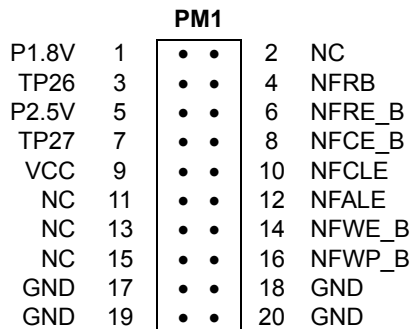 PM1
P1.8V 1 • • 2 NC
TP26 3 • • 4 NFRB
P2.5V 5 • • 6 NFRE_B
TP27 7 • • 8 NFCE_B
VCC 9 • • 10 NFCLE
NC 11 • • 12 NFALE
NC 13 • • 14 NFWE_B
NC 15 • • 16 NFWP_B
GND 17 • • 18 GND
GND 19 • • 20 GND